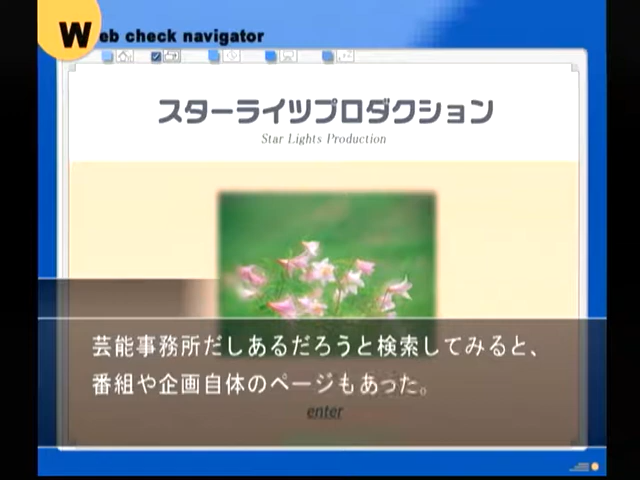 Web check navigator
スターライツプロダクション
Star Lights Production
芸能事務所だしあるだろうと検索してみると、
番組や企画自体のページもあった。
enter